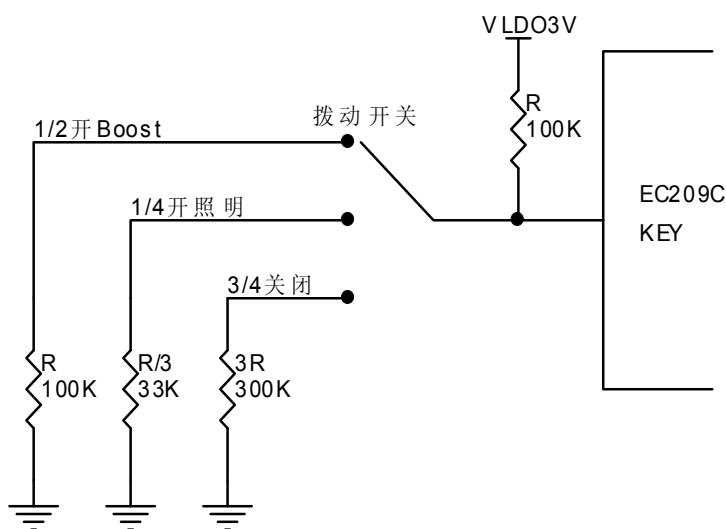 VLDO3V
拨动开关
R
100K
1/2开Boost
EC209C
KEY
1/4开照明
3/4关闭
R
100K
R/3
33K
3R
300K